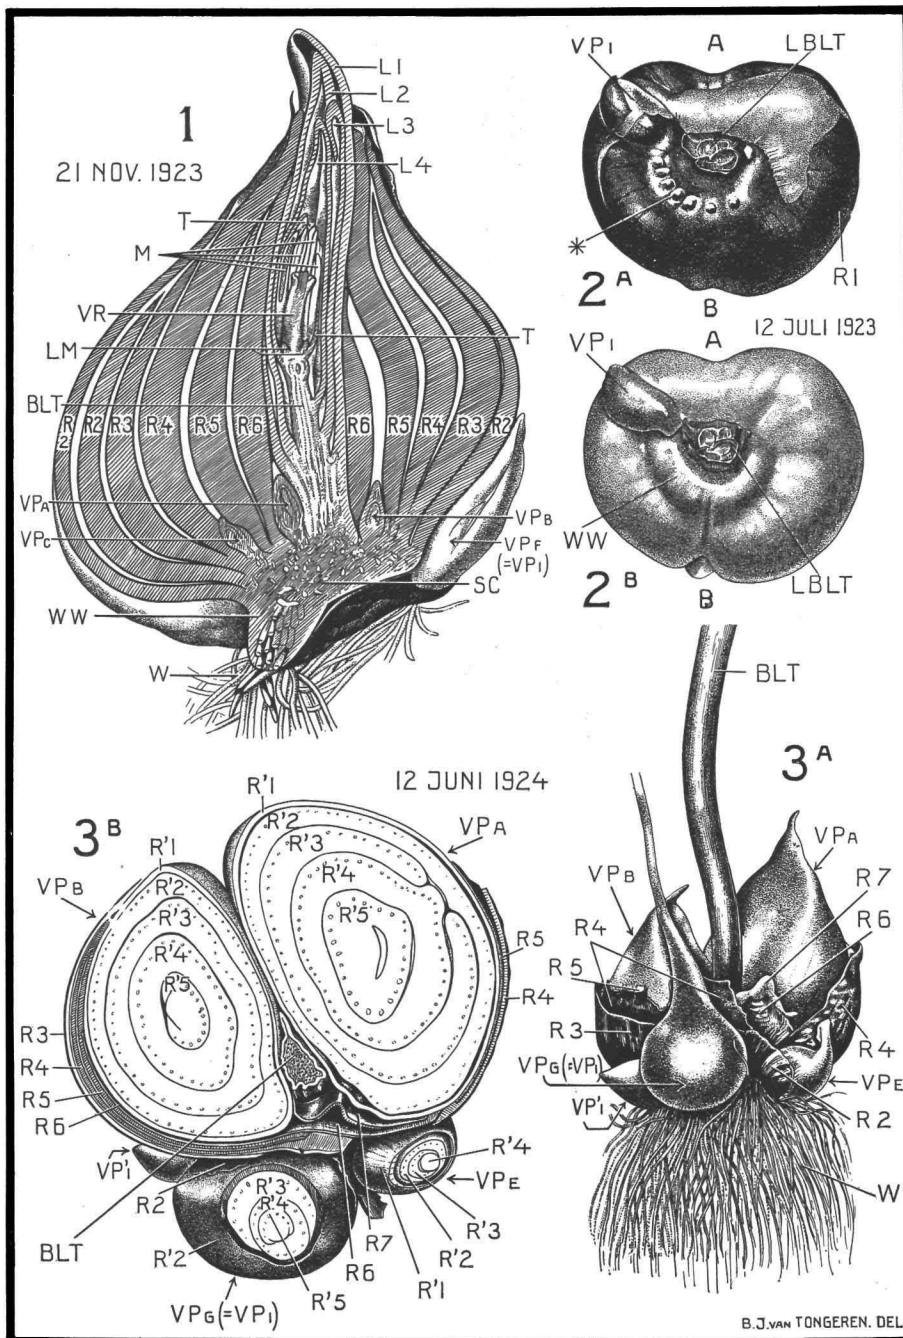 1
21 NOV. 1923
L1
L2
L3
L4
T
M
VR
LM
T
BLT
R2 R2 R3 R4 R5 R6 R6 R5 R4 R3 R2
VPA
VPC
VPB
VPF
(=VP1)
SC
WW
W
VP1
A
LBLT
*
2A
R1
B
12 JULI 1923
VP1
A
WW
2B
LBLT
B
3B
12 JUNI 1924
R'1
R'1
R'2
R'3
R'4
R'5
VPA
VPB
R'2
R'3
R'4
R'5
R5
R4
R3
R4
R5
R6
VP'1
R2
R'3
R'4
R'4
VPE
R'3
R'2
R'1
R7
R6
BLT
R'2
R'5
VPG (=VP1)
BLT
3A
VPA
VPB
R7
R6
R4
R5
R3
R4
VPG (=VP1)
VPE
VP'1
R2
W
B.J. VAN TONGEREN. DEL